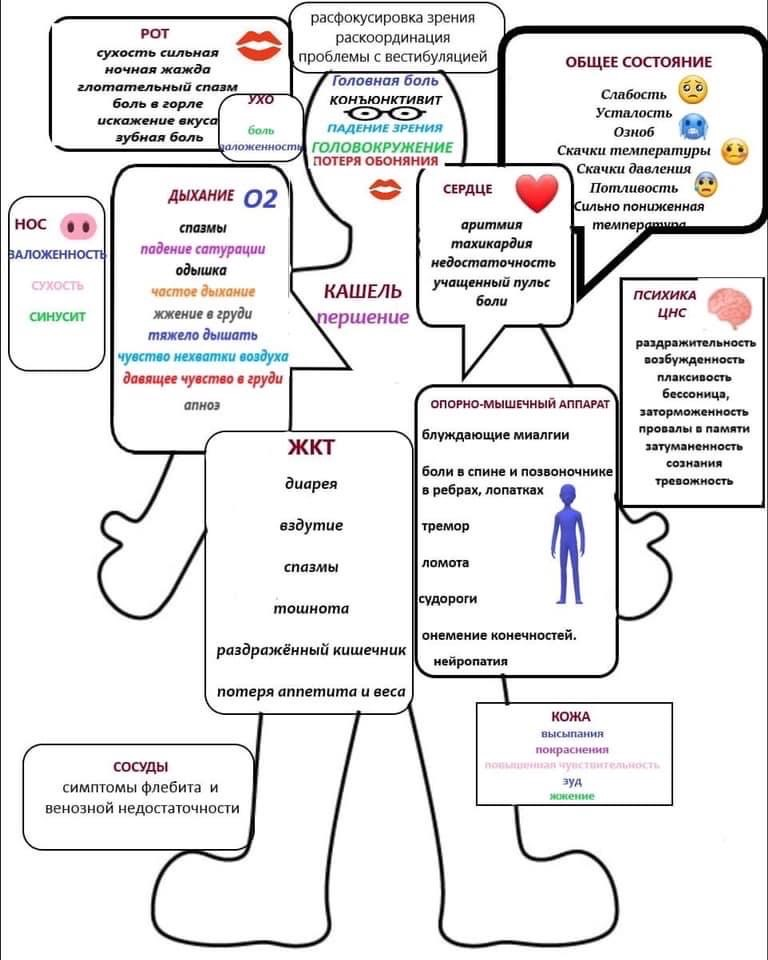 РОТ
сухость сильная
ночная жажда
глотательный спазм
боль в горле
искажение вкуса
зубная боль
УХО
боль
заложенность
расфокусировка зрения
раскоординация
проблемы с вестибуляцией
Головная боль
КОНЪЮНКТИВИТ
ПАДЕНИЕ ЗРЕНИЯ
ГОЛОВОКРУЖЕНИЕ
ПОТЕРЯ ОБОНЯНИЯ
ОБЩЕЕ СОСТОЯНИЕ
Слабость
Усталость
Озноб
Скачки температуры
Скачки давления
Потливость
Сильно пониженная
температура
НОС
ЗАЛОЖЕННОСТЬ
СУХОСТЬ
СИНУСИТ
ДЫХАНИЕ О2
спазмы
падение сатурации
одышка
частое дыхание
жжение в груди
тяжело дышать
чувство нехватки воздуха
давящее чувство в груди
апноэ
КАШЕЛЬ
першение
СЕРДЦЕ
аритмия
тахикардия
недостаточность
учащенный пульс
боли
ПСИХИКА
ЦНС
раздражительность
возбужденность
плаксивость
бессоница,
заторможенность
провалы в памяти
затуманенность
сознания
тревожность
ЖКТ
диарея
вздутие
спазмы
тошнота
раздражённый кишечник
потеря аппетита и веса
ОПОРНО-МЫШЕЧНЫЙ АППАРАТ
блуждающие миалгии
боли в спине и позвоночнике
в ребрах, лопатках
тремор
ломота
судороги
онемение конечностей.
нейропатия
КОЖА
высыпания
покраснения
повышенная чувствительность
зуд
жжение
СОСУДЫ
симптомы флебита и
венозной недостаточности